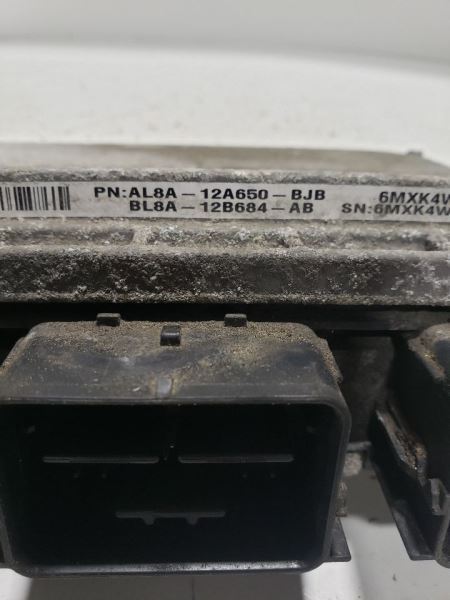 PN:AL8A-12A650-BJB 6MXK4W
BL8A-12B684-AB SN:6MXK4W